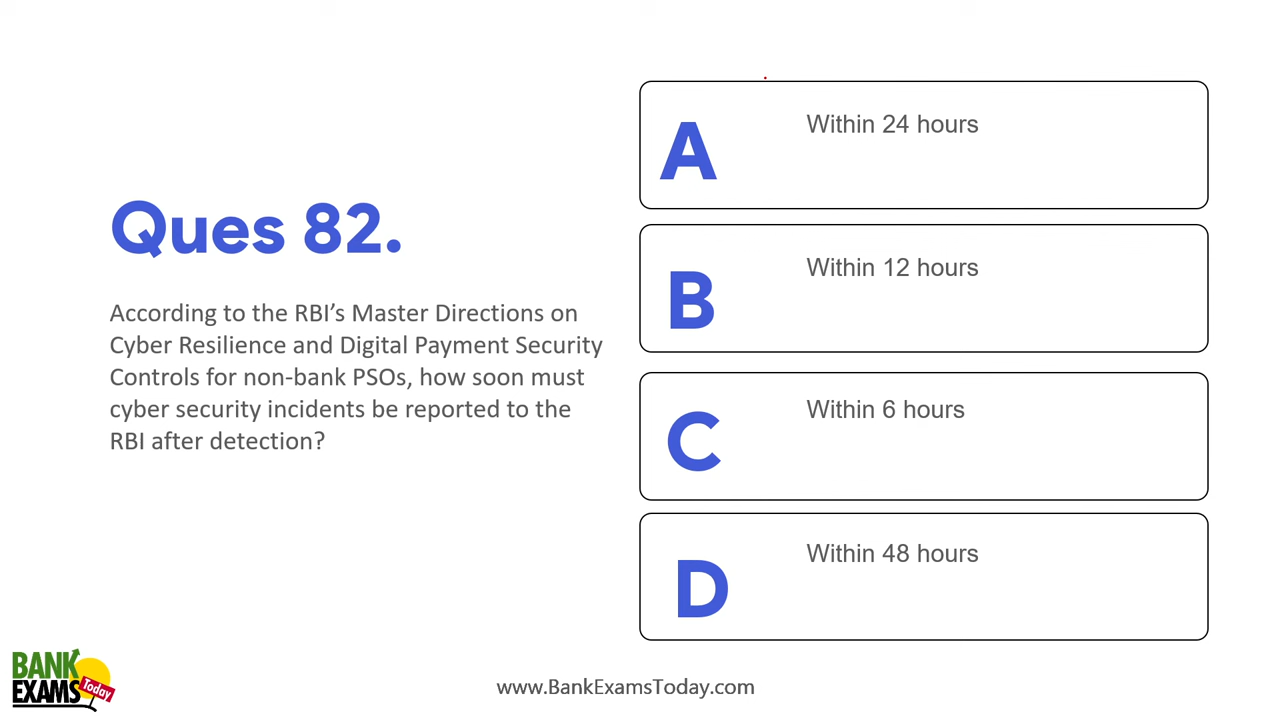 Ques 82.
According to the RBI’s Master Directions on
Cyber Resilience and Digital Payment Security
Controls for non-bank PSOs, how soon must
cyber security incidents be reported to the
RBI after detection?
A
Within 24 hours
B
Within 12 hours
C
Within 6 hours
D
Within 48 hours
BANK
EXAMS
Today
www.BankExamsToday.com